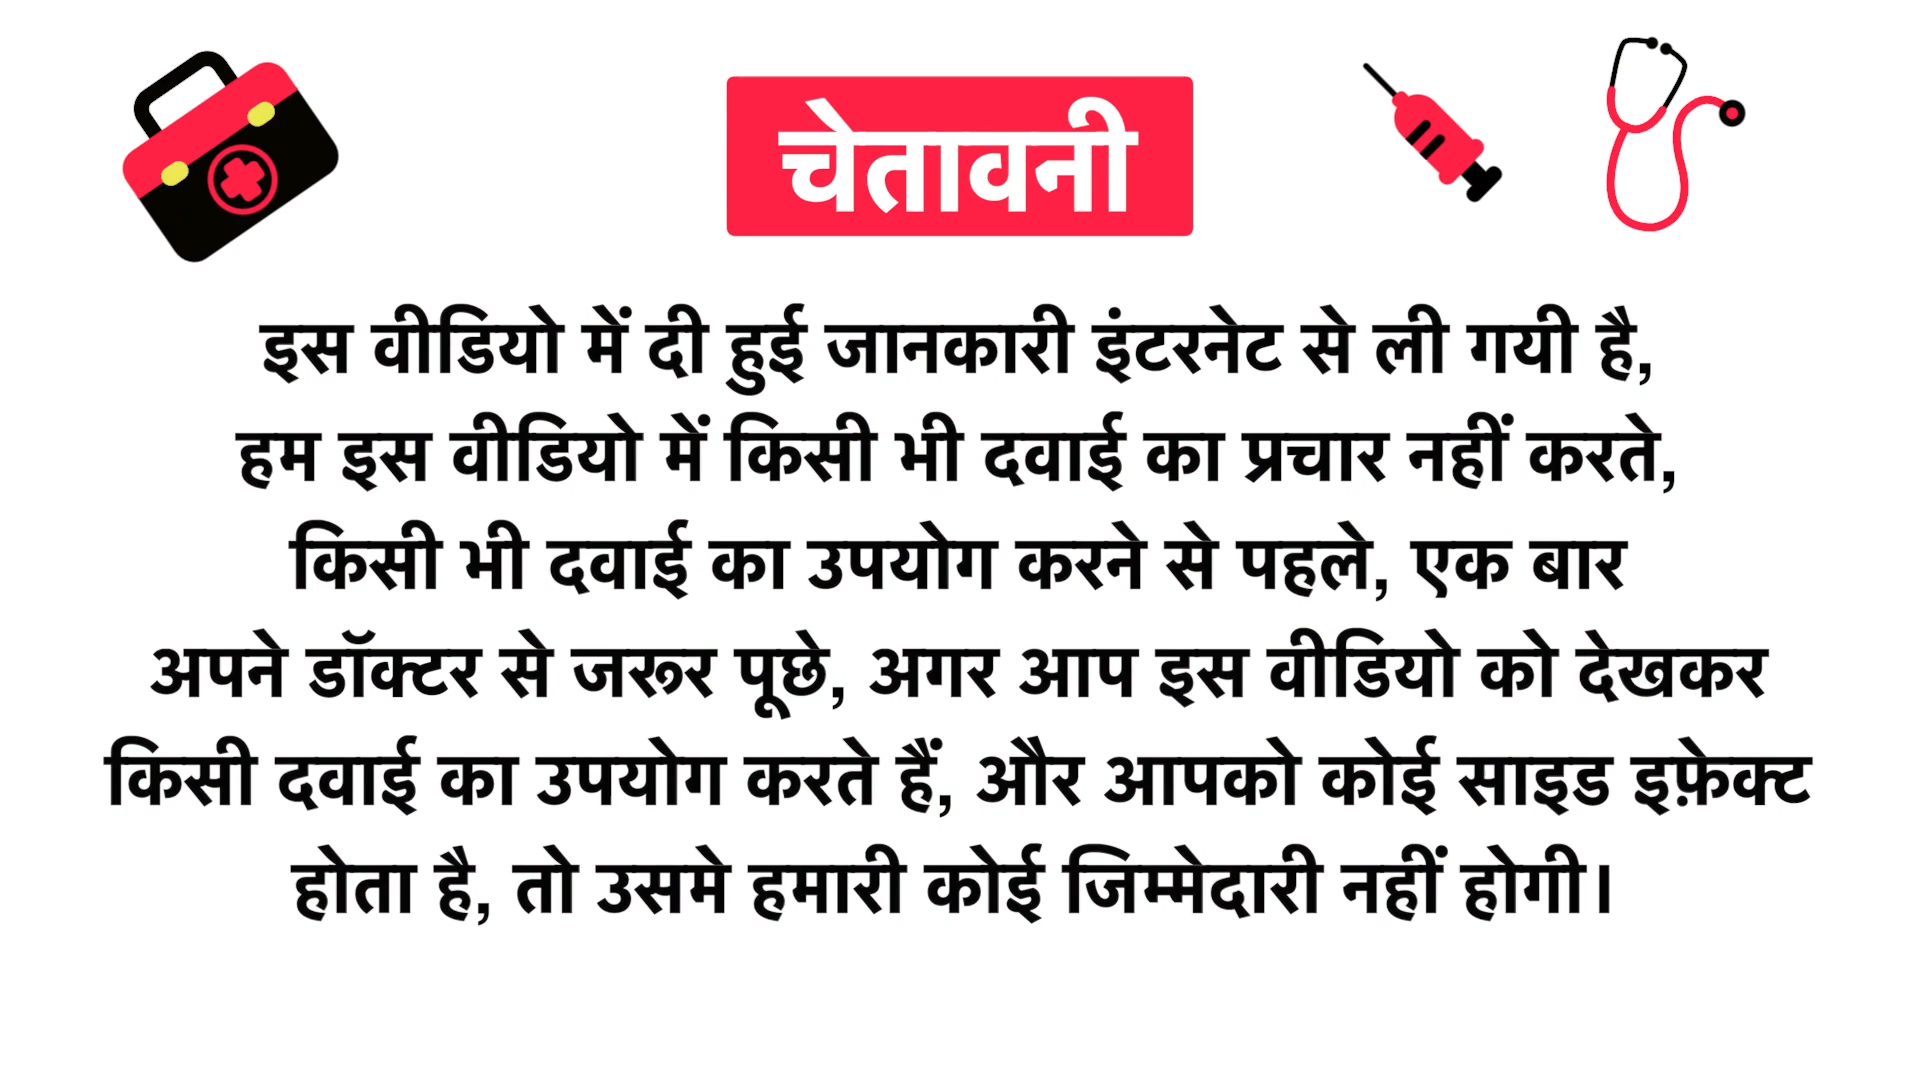 चेतावनी
इस वीडियो में दी हुई जानकारी इंटरनेट से ली गयी है,
हम इस वीडियो में किसी भी दवाई का प्रचार नहीं करते,
किसी भी दवाई का उपयोग करने से पहले, एक बार
अपने डॉक्टर से जरूर पूछे, अगर आप इस वीडियो को देखकर
किसी दवाई का उपयोग करते हैं, और आपको कोई साइड इफ़ेक्ट
होता है, तो उसमे हमारी कोई जिम्मेदारी नहीं होगी।